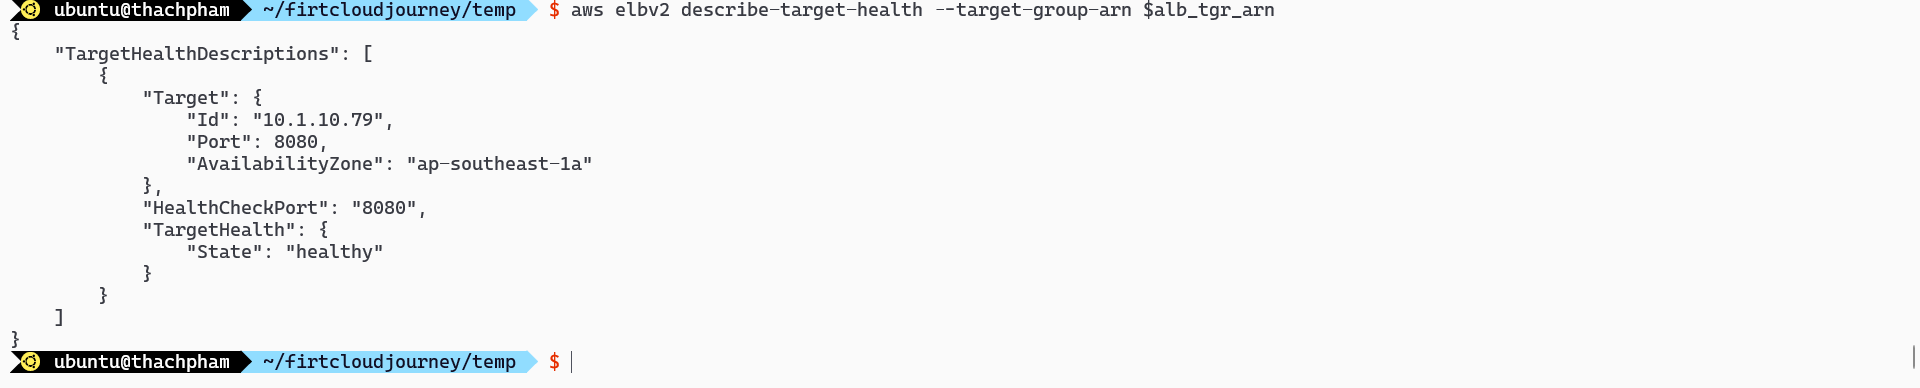 ubuntu@thachpham ~/firtcloudjourney/temp $ aws elbv2 describe-target-health --target-group-arn $alb_tgr_arn
{
    "TargetHealthDescriptions": [
        {
            "Target": {
                "Id": "10.1.10.79",
                "Port": 8080,
                "AvailabilityZone": "ap-southeast-1a"
            },
            "HealthCheckPort": "8080",
            "TargetHealth": {
                "State": "healthy"
            }
        }
    ]
}
ubuntu@thachpham ~/firtcloudjourney/temp $